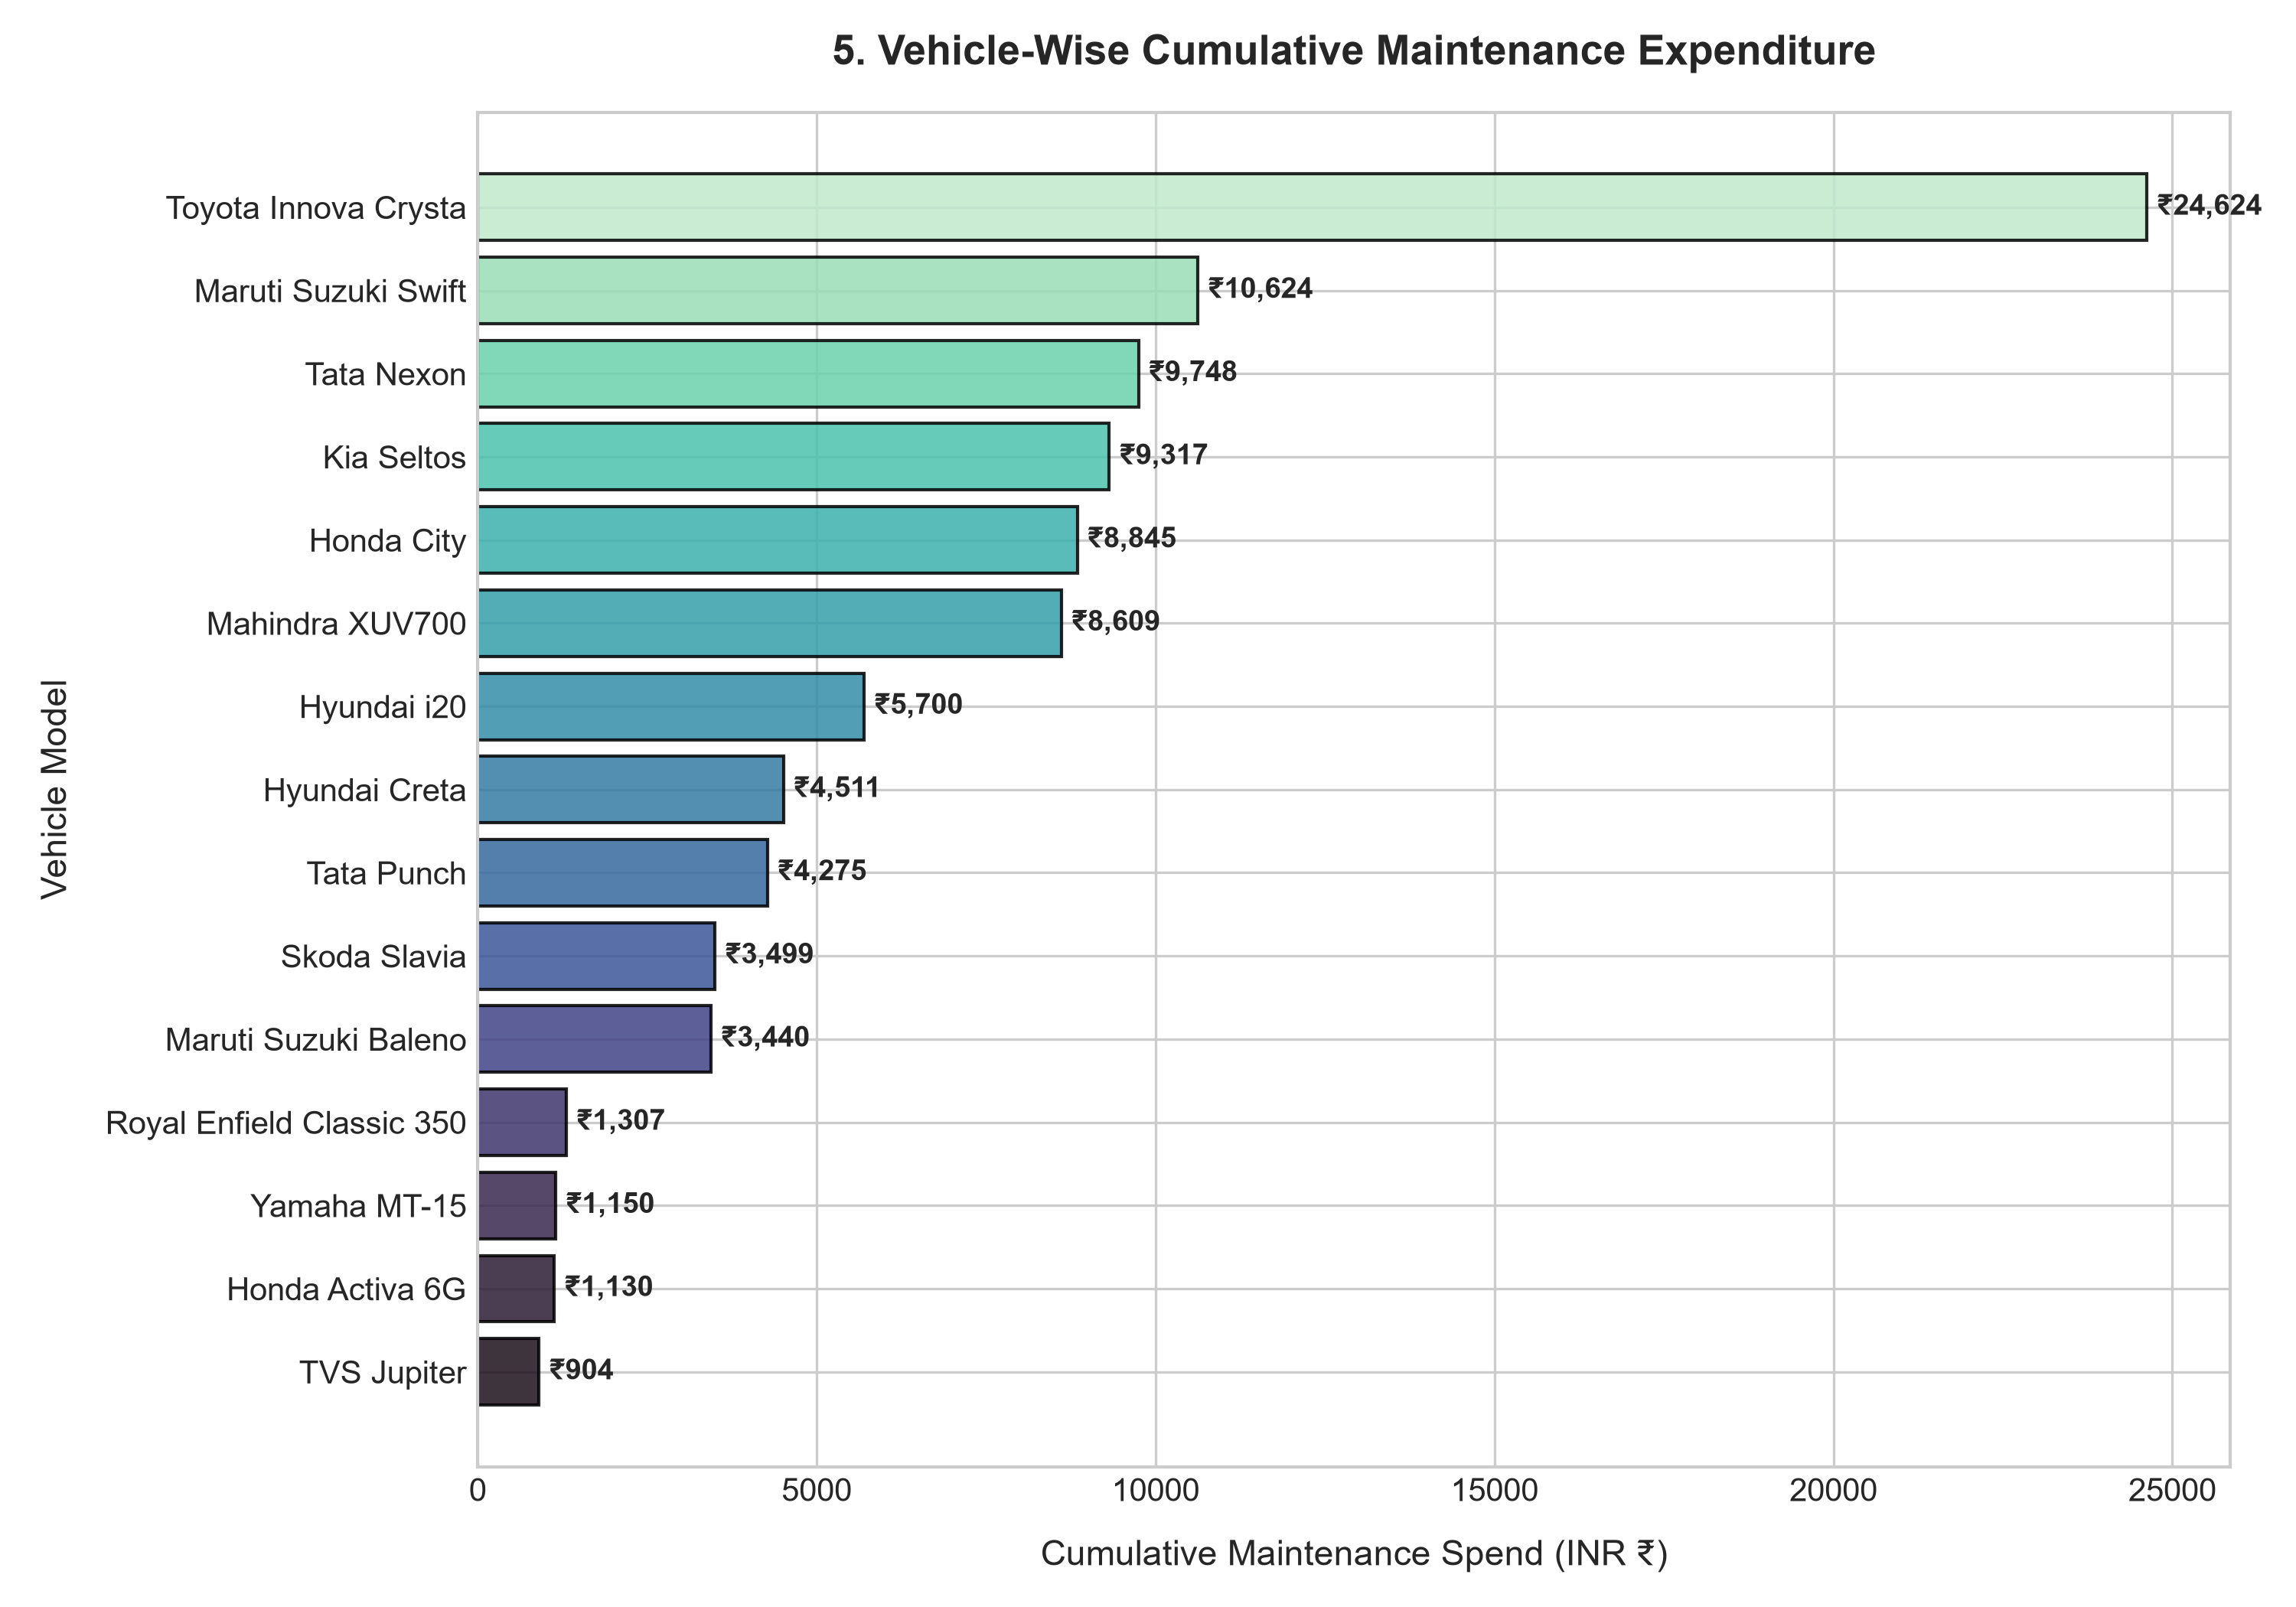 5. Vehicle-Wise Cumulative Maintenance Expenditure
Toyota Innova Crysta ₹24,624
Maruti Suzuki Swift ₹10,624
Tata Nexon ₹9,748
Kia Seltos ₹9,317
Honda City ₹8,845
Mahindra XUV700 ₹8,609
Hyundai i20 ₹5,700
Hyundai Creta ₹4,511
Tata Punch ₹4,275
Skoda Slavia ₹3,499
Maruti Suzuki Baleno ₹3,440
Royal Enfield Classic 350 ₹1,307
Yamaha MT-15 ₹1,150
Honda Activa 6G ₹1,130
TVS Jupiter ₹904
Vehicle Model
0 5000 10000 15000 20000 25000
Cumulative Maintenance Spend (INR ₹)